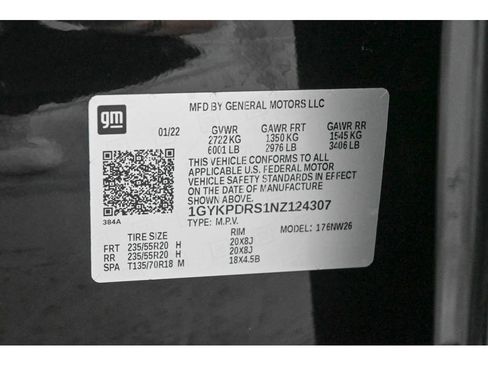 gm
MFD BY GENERAL MOTORS LLC
01/22 GVWR GAWR FRT GAWR RR
2722 KG 1350 KG 1545 KG
6001 LB 2976 LB 3406 LB
THIS VEHICLE CONFORMS TO ALL
APPLICABLE U.S. FEDERAL MOTOR
VEHICLE SAFETY STANDARDS IN EFFECT
ON THE DATE OF MANUFACTURE
SHOWN ABOVE.
1GYKPDRS1NZ124307
TYPE: M.P.V. MODEL: 176NW26
384A
TIRE SIZE RIM
FRT 235/55R20 H 20X8J
RR 235/55R20 H 20X8J
SPA T135/70R18 M 18X4.5B